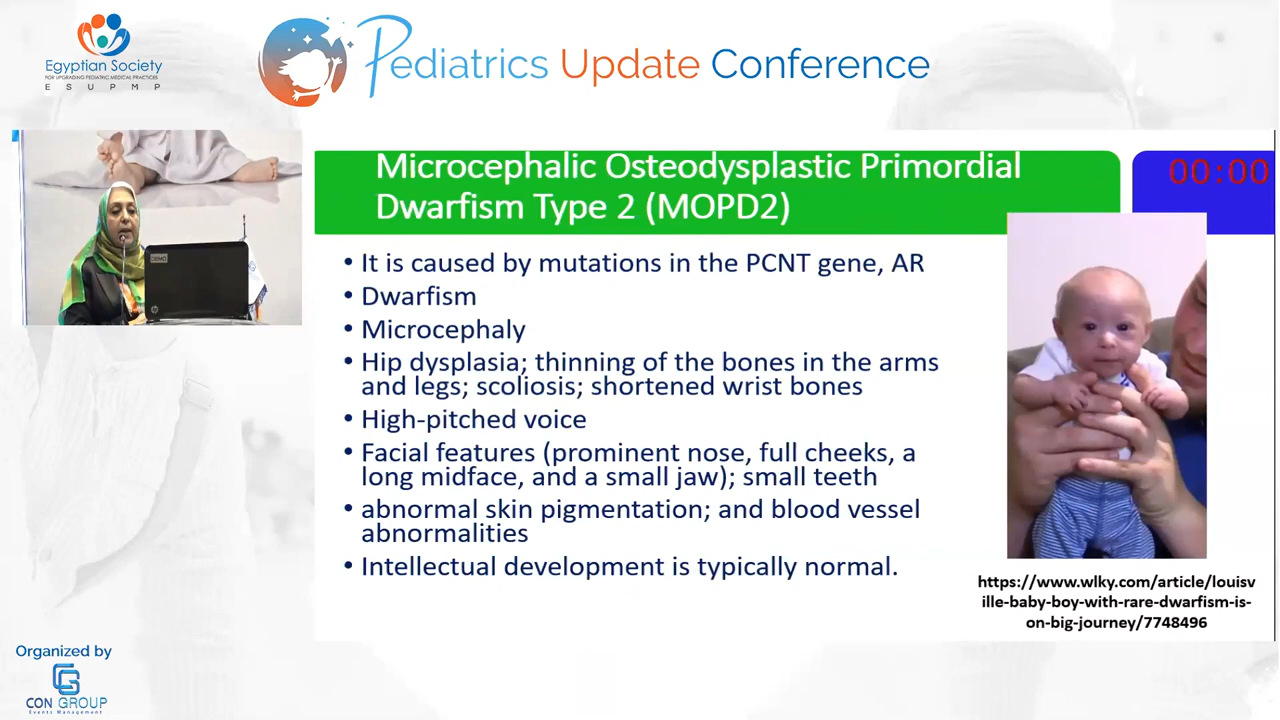 Egyptian Society
FOR UPGRADING PEDIATRIC MEDICAL PRACTICES
E S U P M P
Pediatrics Update Conference
Microcephalic Osteodysplastic Primordial
Dwarfism Type 2 (MOPD2)
00:00
• It is caused by mutations in the PCNT gene, AR
• Dwarfism
• Microcephaly
• Hip dysplasia; thinning of the bones in the arms
and legs; scoliosis; shortened wrist bones
• High-pitched voice
• Facial features (prominent nose, full cheeks, a
long midface, and a small jaw); small teeth
• abnormal skin pigmentation; and blood vessel
abnormalities
• Intellectual development is typically normal.
https://www.wlky.com/article/louisv
ille-baby-boy-with-rare-dwarfism-is-
on-big-journey/7748496
Organized by
CON GROUP
Events Management